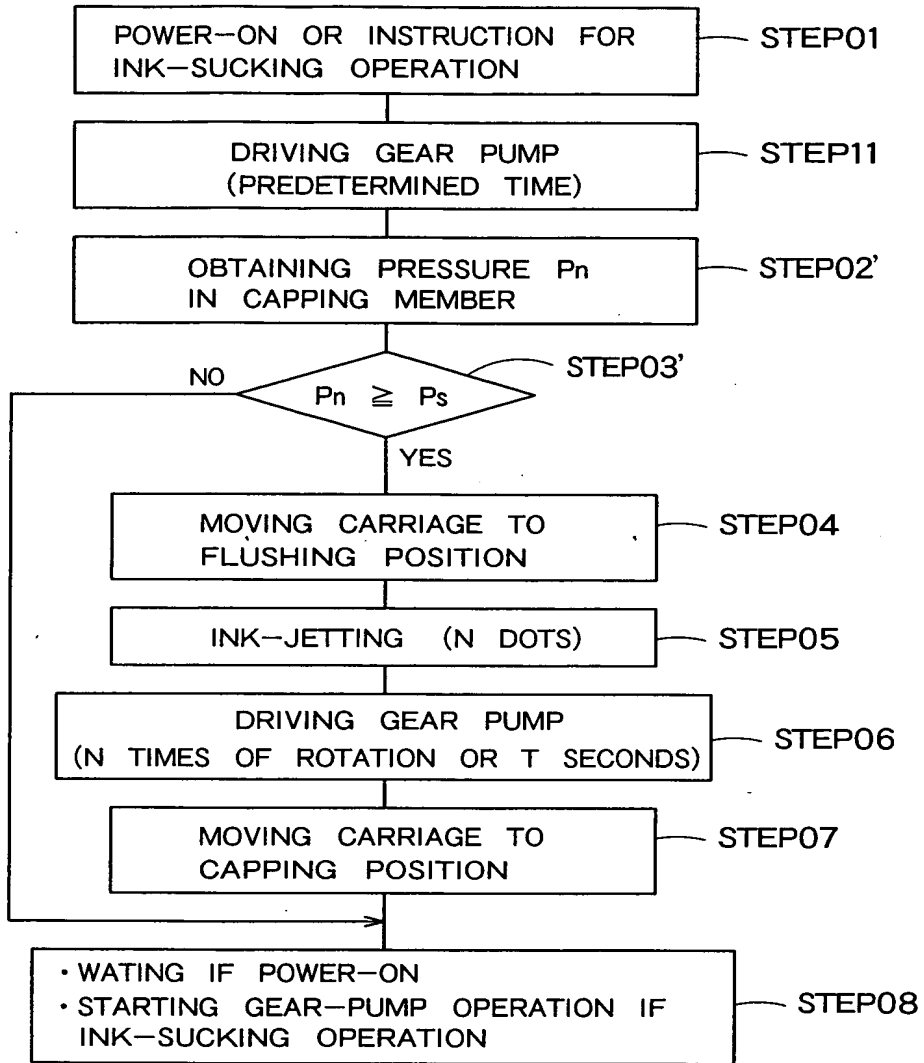 POWER-ON OR INSTRUCTION FOR
INK-SUCKING OPERATION
STEP01
DRIVING GEAR PUMP
(PREDETERMINED TIME)
STEP11
OBTAINING PRESSURE Pn
IN CAPPING MEMBER
STEP02'
STEP03'
NO
Pn ≧ Ps
YES
MOVING CARRIAGE TO
FLUSHING POSITION
STEP04
INK-JETTING (N DOTS)
STEP05
DRIVING GEAR PUMP
(N TIMES OF ROTATION OR T SECONDS)
STEP06
MOVING CARRIAGE TO
CAPPING POSITION
STEP07
・WATING IF POWER-ON
・STARTING GEAR-PUMP OPERATION IF
INK-SUCKING OPERATION
STEP08